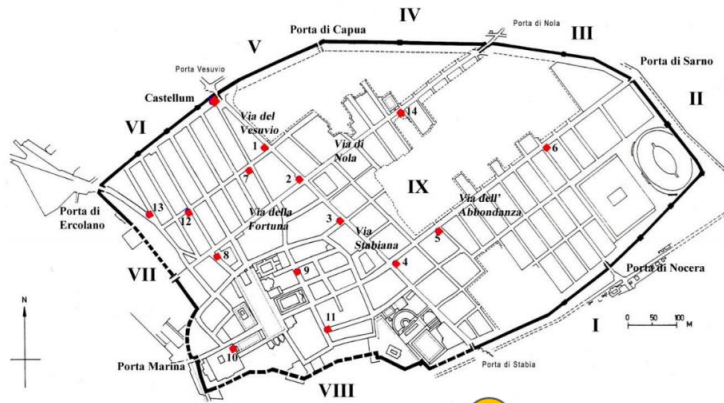 IV
Porta di Capua
Porta di Nola
III
V
Porta di Sarno
Porta Vesuvio
II
Castellum
VI
Via del
Vesuvio
14
1
Via di
Nola
6
7
2
IX
Via dell'
Abbondanza
13
12
Via della
Fortuna
3
Via
Stabiana
Porta di
Ercolano
5
4
8
9
VII
Porta di Nocera
N
11
I
0 50 100
M
10
Porta Marina
VIII
Porta di Stabia